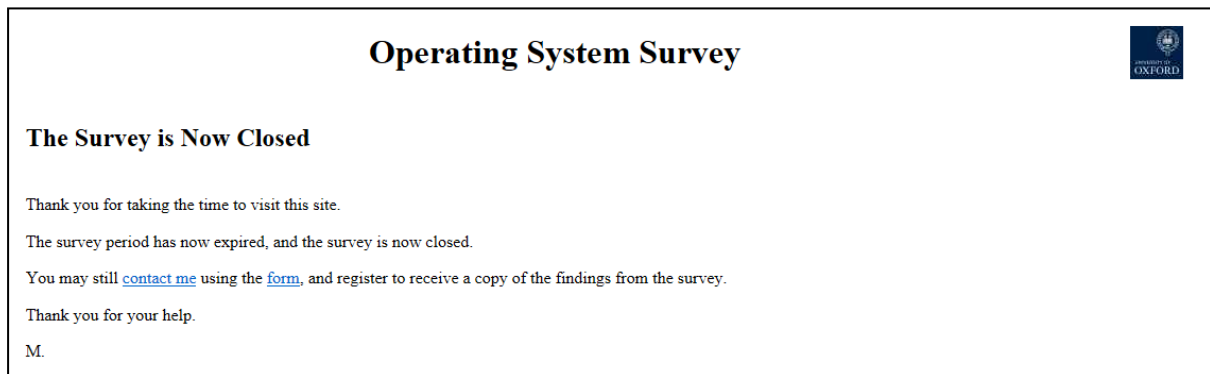 Operating System Survey
UNIVERSITY OF
OXFORD
The Survey is Now Closed
Thank you for taking the time to visit this site.
The survey period has now expired, and the survey is now closed.
You may still contact me using the form, and register to receive a copy of the findings from the survey.
Thank you for your help.
M.